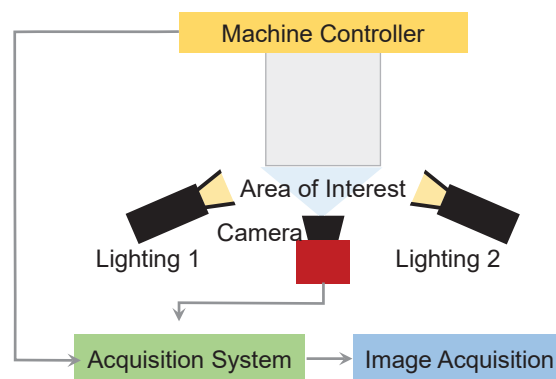 Machine Controller
Area of Interest
Camera
Lighting 1
Lighting 2
Acquisition System
Image Acquisition